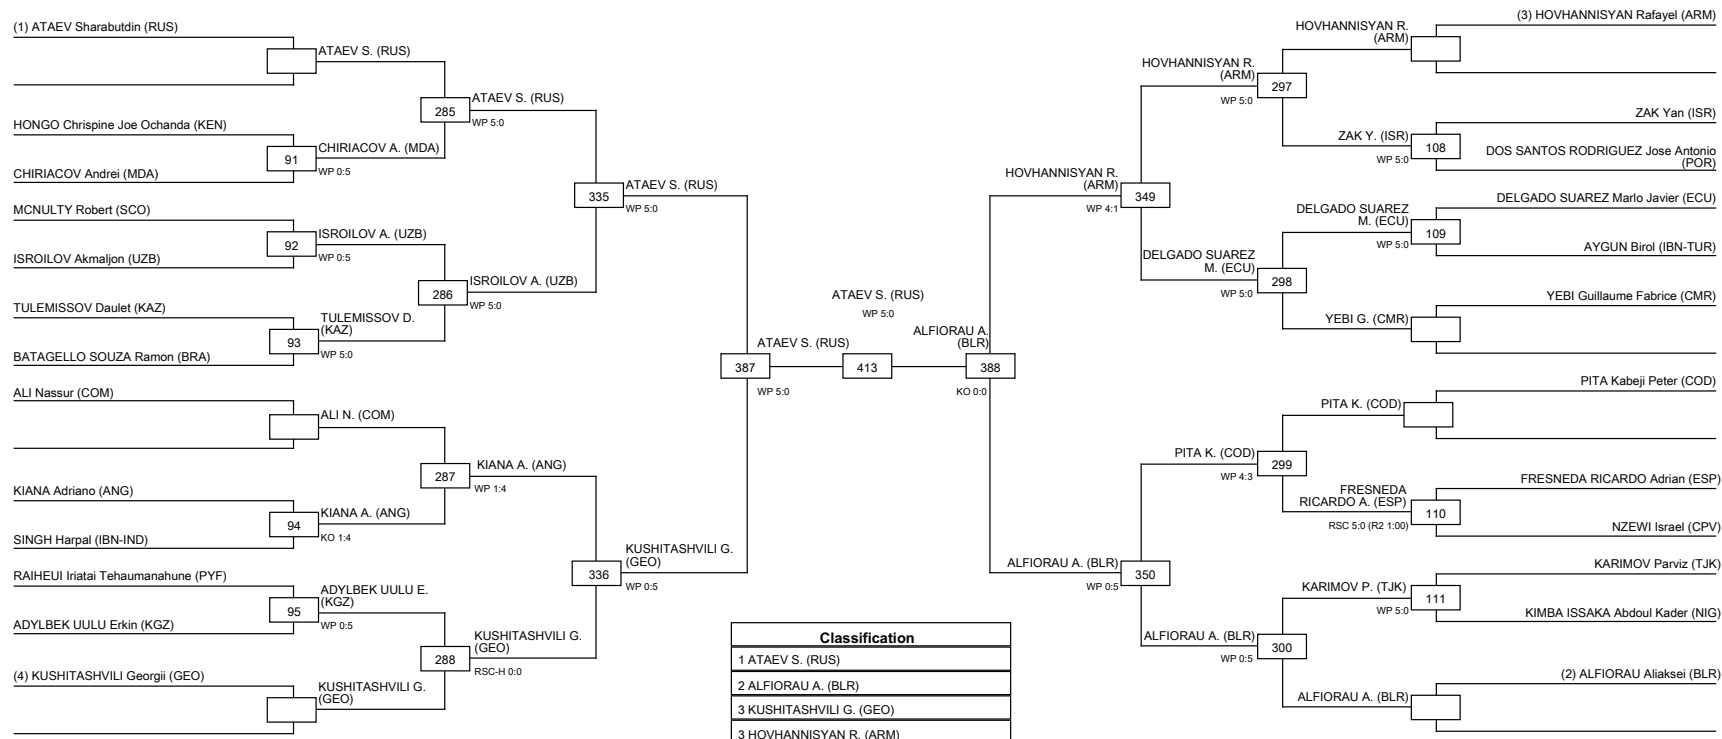 (1) ATAEV Sharabutdin (RUS)
ATAEV S. (RUS)
285
ATAEV S. (RUS)
WP 5:0
HONGO Chrispine Joe Ochanda (KEN)
91
CHIRIACOV A. (MDA)
WP 0:5
CHIRIACOV Andrei (MDA)
335
ATAEV S. (RUS)
WP 5:0
MCNULTY Robert (SCO)
92
ISROILOV A. (UZB)
WP 0:5
ISROILOV Akmaljon (UZB)
286
ISROILOV A. (UZB)
WP 5:0
TULEMISSOV Daulet (KAZ)
93
TULEMISSOV D.
(KAZ)
WP 5:0
BATAGELLO SOUZA Ramon (BRA)
387
ATAEV S. (RUS)
WP 5:0
ALI Nassur (COM)
ALI N. (COM)
287
KIANA A. (ANG)
WP 1:4
KIANA Adriano (ANG)
94
KIANA A. (ANG)
KO 1:4
SINGH Harpal (IBN-IND)
336
KUSHITASHVILI G.
(GEO)
WP 0:5
RAIHEUI Iriatai Tehaumanahune (PYF)
95
ADYLBEK UULU E.
(KGZ)
WP 0:5
ADYLBEK UULU Erkin (KGZ)
288
KUSHITASHVILI G.
(GEO)
RSC-H 0:0
(4) KUSHITASHVILI Georgii (GEO)
KUSHITASHVILI G.
(GEO)
ATAEV S. (RUS)
WP 5:0
413
ALFIORAU A.
(BLR)
388
KO 0:0
(3) HOVHANNISYAN Rafayel (ARM)
HOVHANNISYAN R.
(ARM)
HOVHANNISYAN R.
(ARM)
297
WP 5:0
ZAK Yan (ISR)
ZAK Y. (ISR)
108
WP 5:0
DOS SANTOS RODRIGUEZ Jose Antonio
(POR)
HOVHANNISYAN R.
(ARM)
349
WP 4:1
DELGADO SUAREZ Marlo Javier (ECU)
DELGADO SUAREZ
M. (ECU)
109
WP 5:0
AYGUN Birol (IBN-TUR)
DELGADO SUAREZ
M. (ECU)
298
WP 5:0
YEBI Guillaume Fabrice (CMR)
YEBI G. (CMR)
PITA Kabeji Peter (COD)
PITA K. (COD)
PITA K. (COD)
299
WP 4:3
FRESNEDA RICARDO Adrian (ESP)
FRESNEDA
RICARDO A. (ESP)
110
RSC 5:0 (R2 1:00)
NZEWI Israel (CPV)
ALFIORAU A. (BLR)
350
WP 0:5
KARIMOV Parviz (TJK)
KARIMOV P. (TJK)
111
WP 5:0
KIMBA ISSAKA Abdoul Kader (NIG)
ALFIORAU A. (BLR)
300
WP 0:5
(2) ALFIORAU Aliaksei (BLR)
ALFIORAU A. (BLR)
Classification
1 ATAEV S. (RUS)
2 ALFIORAU A. (BLR)
3 KUSHITASHVILI G. (GEO)
3 HOVHANNISYAN R. (ARM)